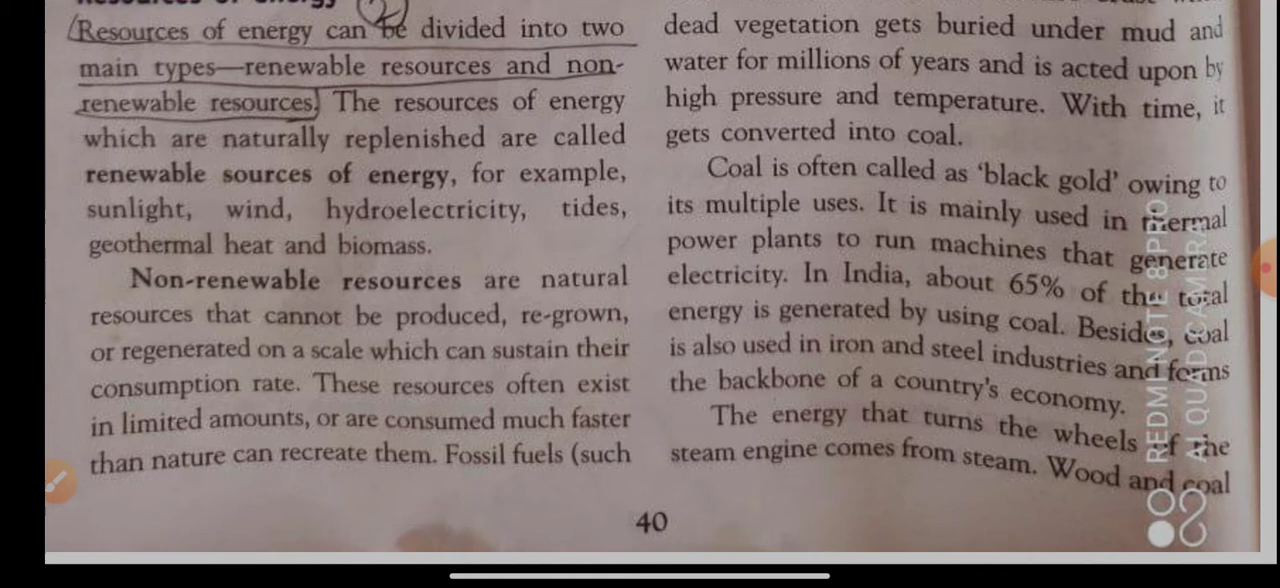 Resources of energy can be divided into two
main types—renewable resources and non-
renewable resources. The resources of energy
which are naturally replenished are called
renewable sources of energy, for example,
sunlight, wind, hydroelectricity, tides,
geothermal heat and biomass.
Non-renewable resources are natural
resources that cannot be produced, re-grown,
or regenerated on a scale which can sustain their
consumption rate. These resources often exist
in limited amounts, or are consumed much faster
than nature can recreate them. Fossil fuels (such
dead vegetation gets buried under mud and
water for millions of years and is acted upon by
high pressure and temperature. With time, it
gets converted into coal.
Coal is often called as ‘black gold’ owing to
its multiple uses. It is mainly used in thermal
power plants to run machines that generate
electricity. In India, about 65% of the total
energy is generated by using coal. Besides, coal
is also used in iron and steel industries and forms
the backbone of a country's economy.
The energy that turns the wheels of the
steam engine comes from steam. Wood and coal
40
REDMI NOTE 8 PRO
AI QUAD CAMERA